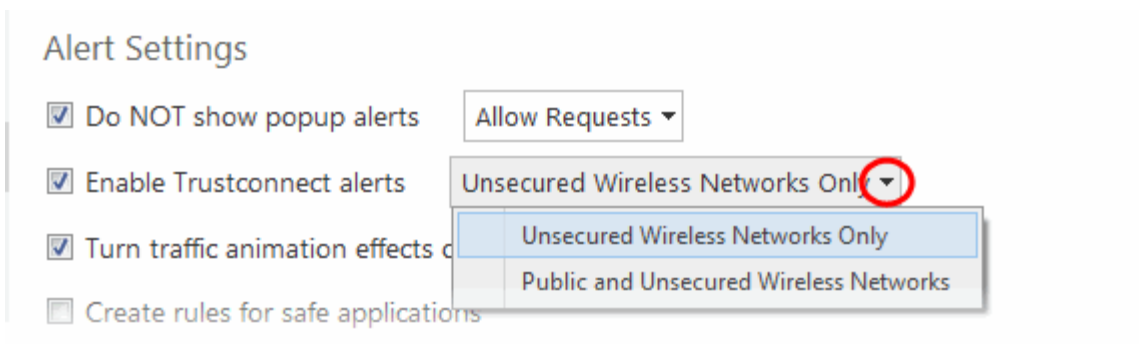 Alert Settings
Do NOT show popup alerts Allow Requests
Enable Trustconnect alerts Unsecured Wireless Networks Only
Turn traffic animation effects Unsecured Wireless Networks Only
Public and Unsecured Wireless Networks
Create rules for safe applications